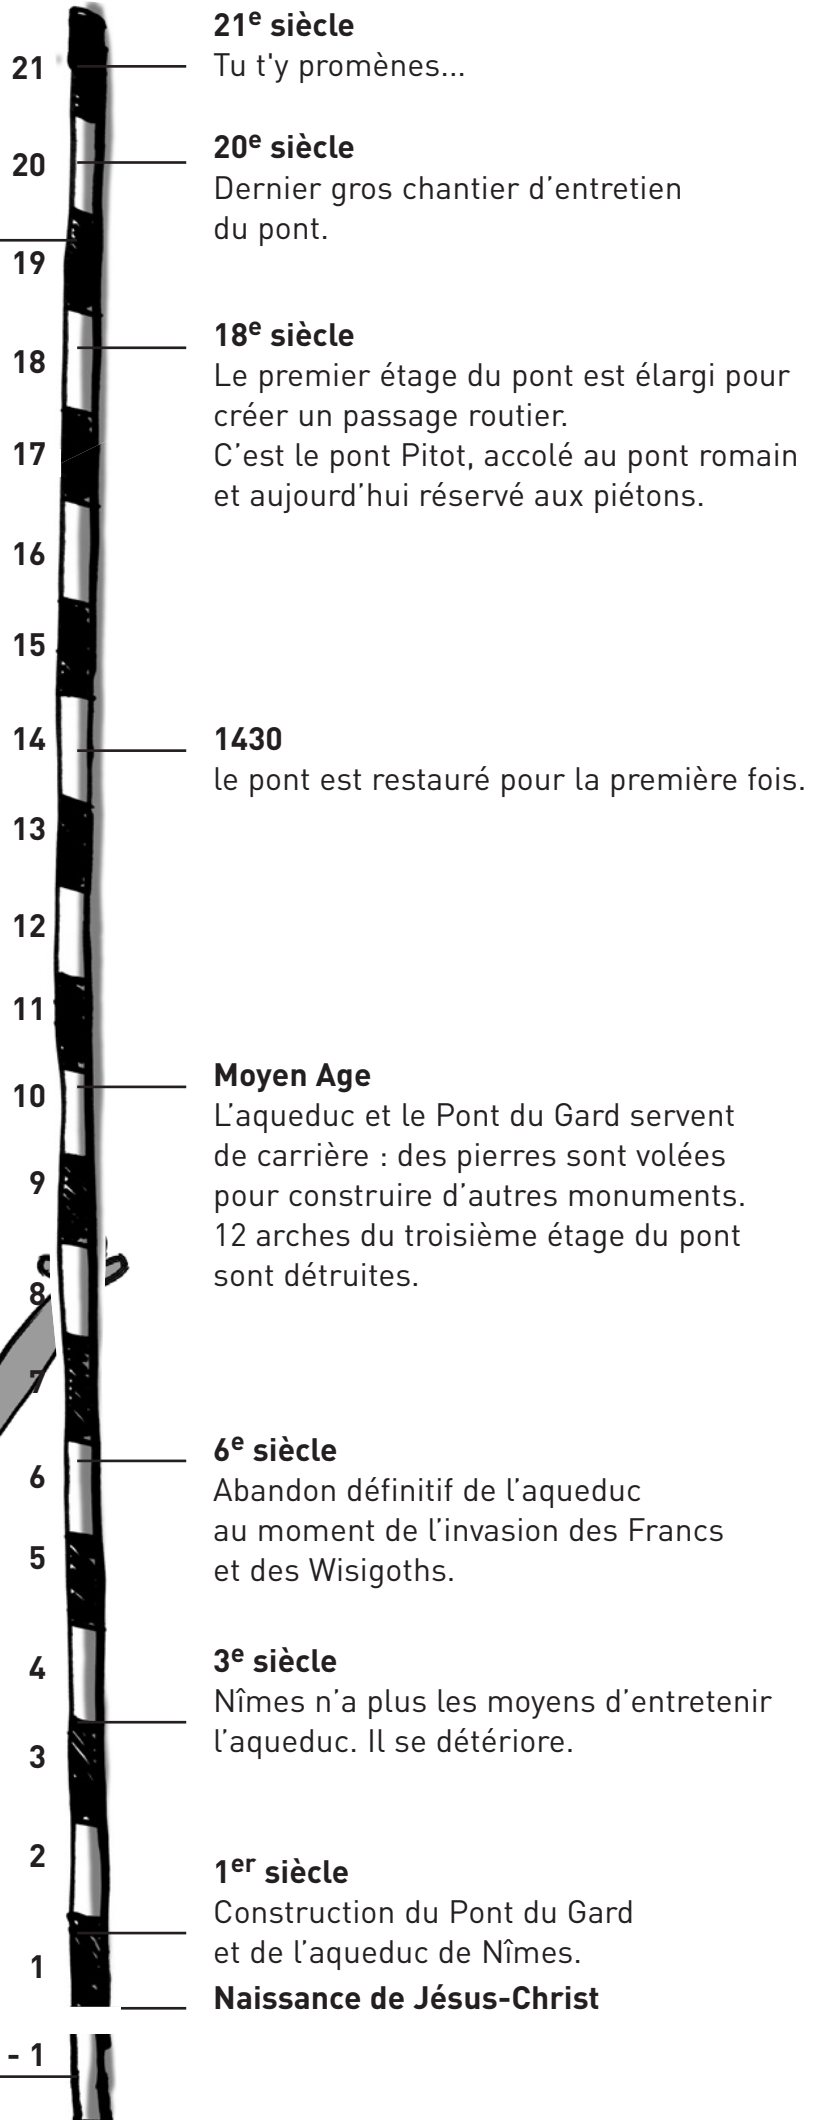 21e siècle
21
Tu t'y promènes...
20e siècle
20
Dernier gros chantier d’entretien
du pont.
19
18e siècle
18
Le premier étage du pont est élargi pour
créer un passage routier.
17
C’est le pont Pitot, accolé au pont romain
et aujourd’hui réservé aux piétons.
16
15
14
1430
le pont est restauré pour la première fois.
13
12
11
Moyen Age
10
L’aqueduc et le Pont du Gard servent
de carrière : des pierres sont volées
9
pour construire d’autres monuments.
12 arches du troisième étage du pont
sont détruites.
8
7
6e siècle
6
Abandon définitif de l’aqueduc
au moment de l’invasion des Francs
5
et des Wisigoths.
3e siècle
4
Nîmes n’a plus les moyens d’entretenir
l’aqueduc. Il se détériore.
3
2
1er siècle
Construction du Pont du Gard
et de l’aqueduc de Nîmes.
1
Naissance de Jésus-Christ
- 1